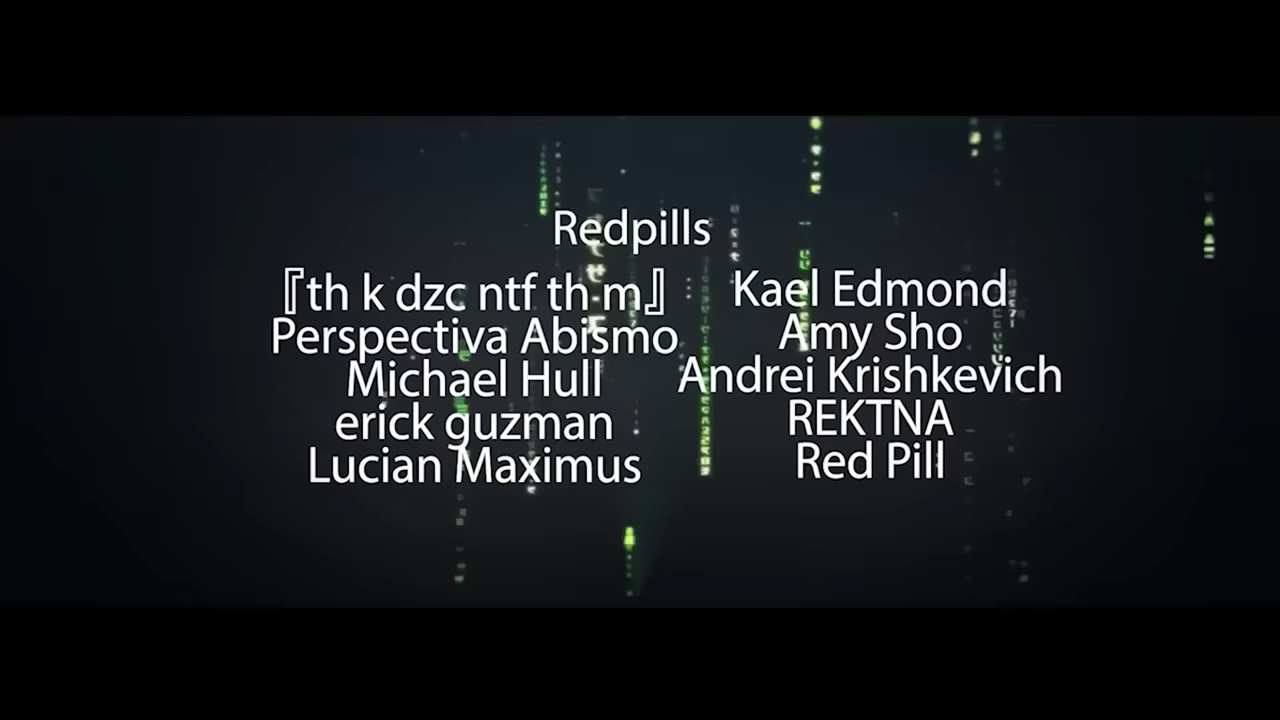 Redpills
『th k dzc ntf th m』
Perspectiva Abismo
Michael Hull
erick guzman
Lucian Maximus
Kael Edmond
Amy Sho
Andrei Krishkevich
REKTNA
Red Pill